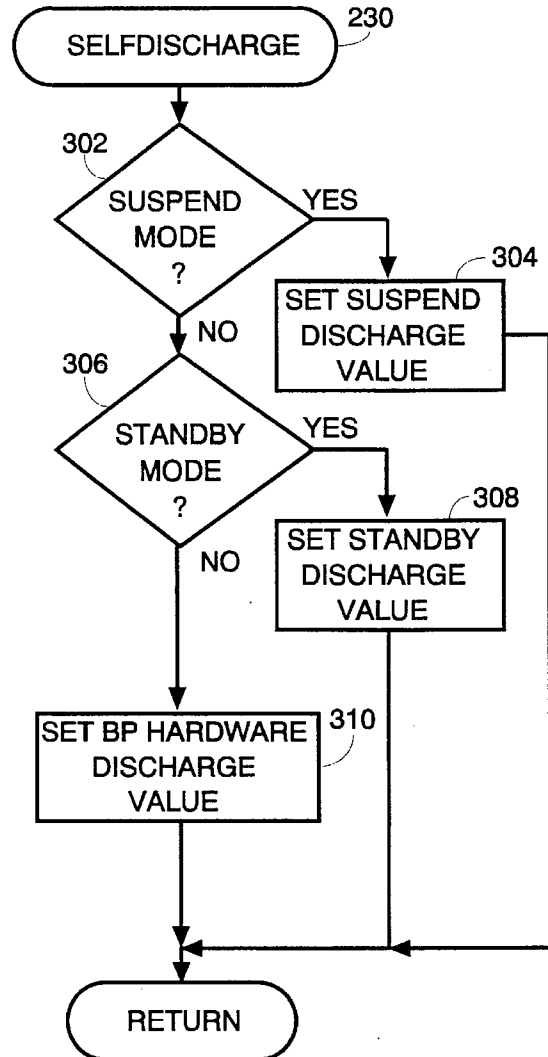 SELFDISCHARGE
230
302
SUSPEND
MODE
?
YES
304
SET SUSPEND
DISCHARGE
VALUE
NO
306
STANDBY
MODE
?
YES
308
SET STANDBY
DISCHARGE
VALUE
NO
310
SET BP HARDWARE
DISCHARGE
VALUE
RETURN